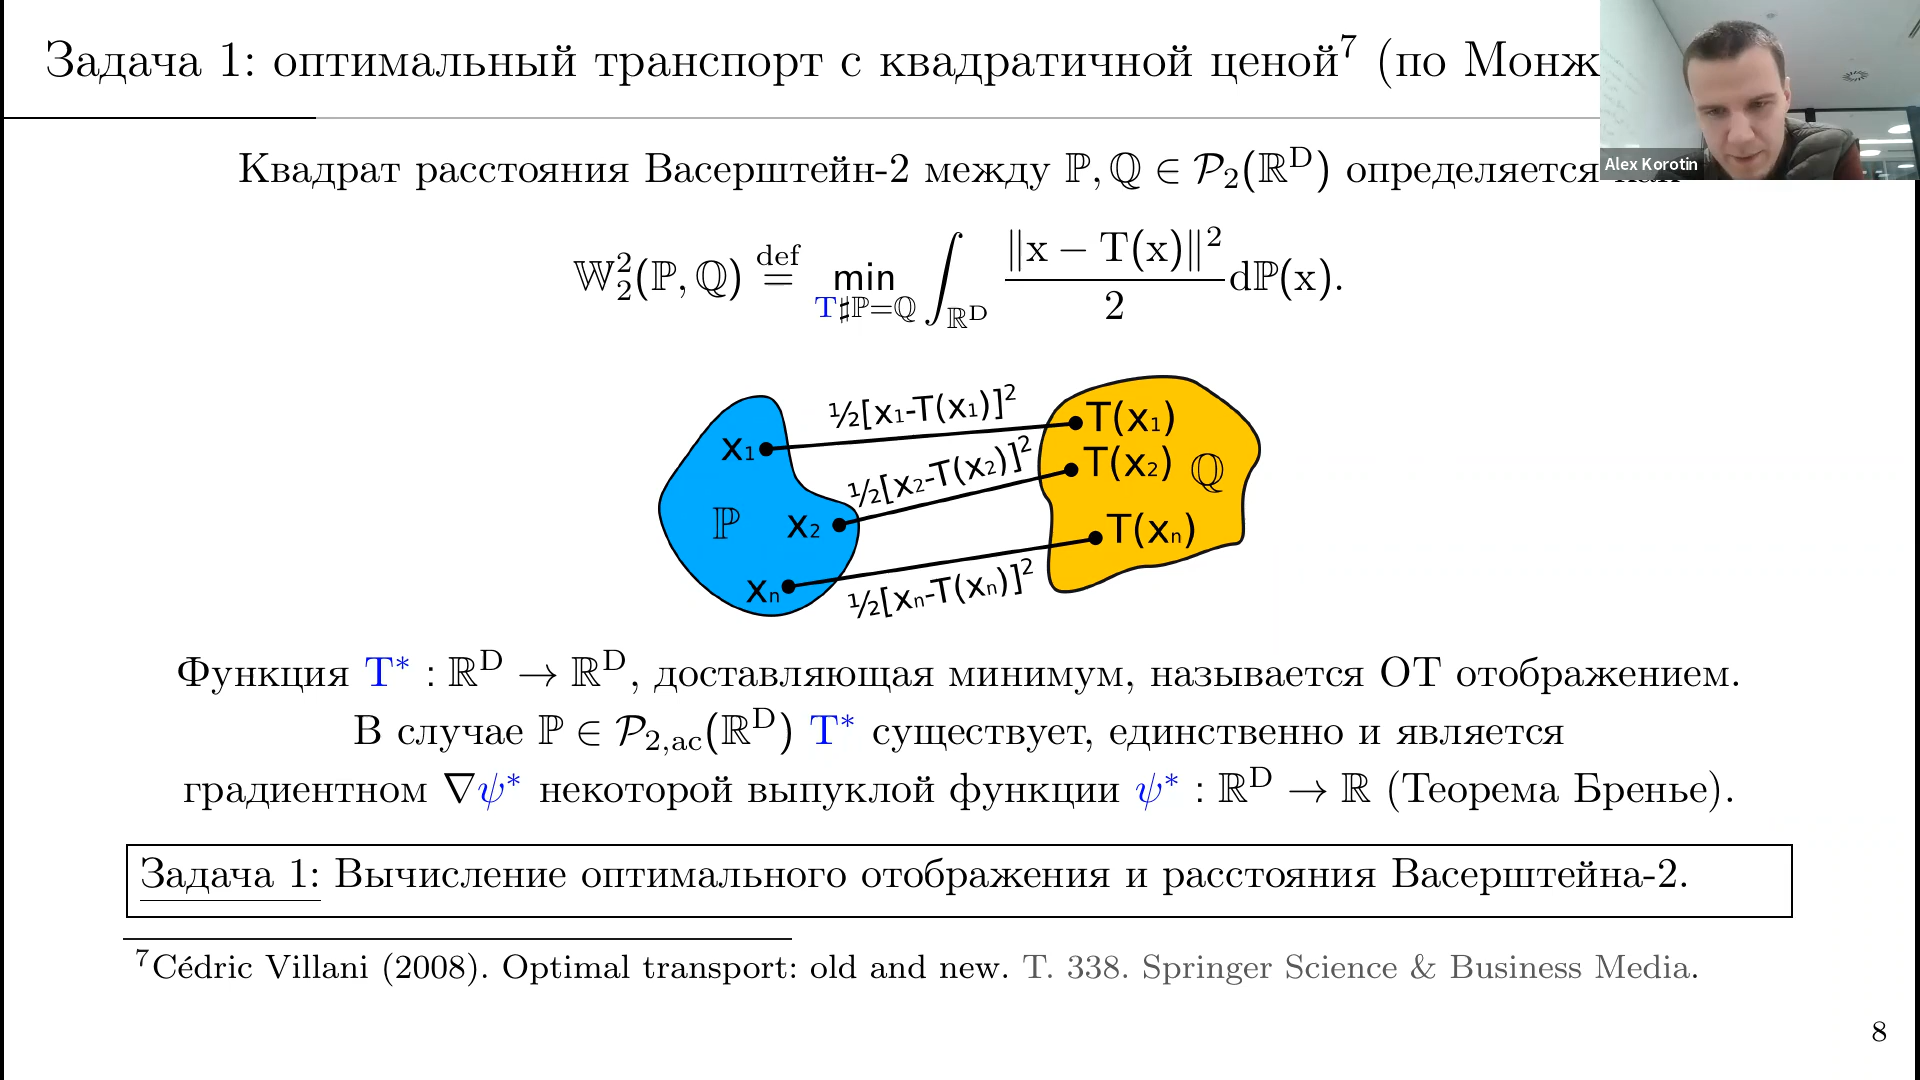 Задача 1: оптимальный транспорт с квадратичной ценой⁷ (по Монж
Alex Korotin
Квадрат расстояния Васерштейн-2 между ℙ, ℚ ∈ 𝒫₂(ℝᴰ) определяется
𝕎₂²(ℙ, ℚ) def= min_{T♯ℙ=ℚ} ∫_{ℝᴰ} ‖x − T(x)‖²/2 dℙ(x).
½[x₁-T(x₁)]²
x₁ T(x₁)
½[x₂-T(x₂)]²
T(x₂) ℚ
ℙ x₂
T(xₙ)
xₙ
½[xₙ-T(xₙ)]²
Функция T* : ℝᴰ → ℝᴰ, доставляющая минимум, называется ОТ отображением.
В случае ℙ ∈ 𝒫_{2,ac}(ℝᴰ) T* существует, единственно и является
градиентном ∇ψ* некоторой выпуклой функции ψ* : ℝᴰ → ℝ (Теорема Бренье).
Задача 1: Вычисление оптимального отображения и расстояния Васерштейна-2.
⁷Cédric Villani (2008). Optimal transport: old and new. Т. 338. Springer Science & Business Media.
8